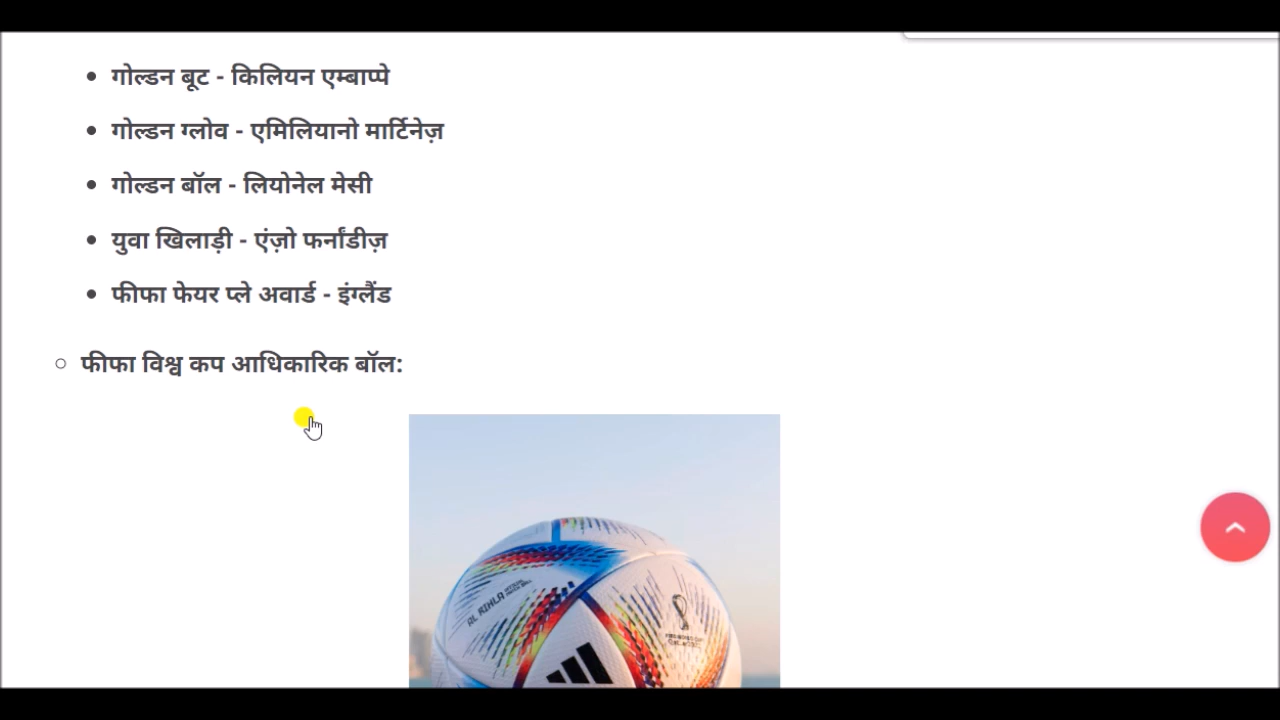 गोल्डन बूट - किलियन एम्बाप्पे
गोल्डन ग्लोव - एमिलियानो मार्टिनेज़
गोल्डन बॉल - लियोनेल मेसी
युवा खिलाड़ी - एंज़ो फर्नांडीज़
फीफा फेयर प्ले अवार्ड - इंग्लैंड
फीफा विश्व कप आधिकारिक बॉल:
AL RIHLA